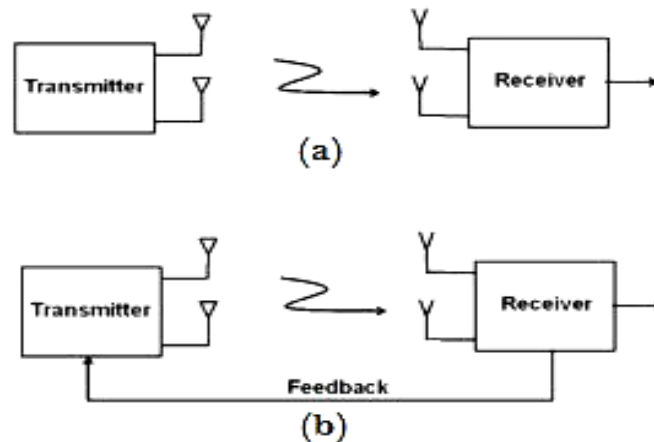 Transmitter
Receiver
(a)
Transmitter
Receiver
Feedback
(b)